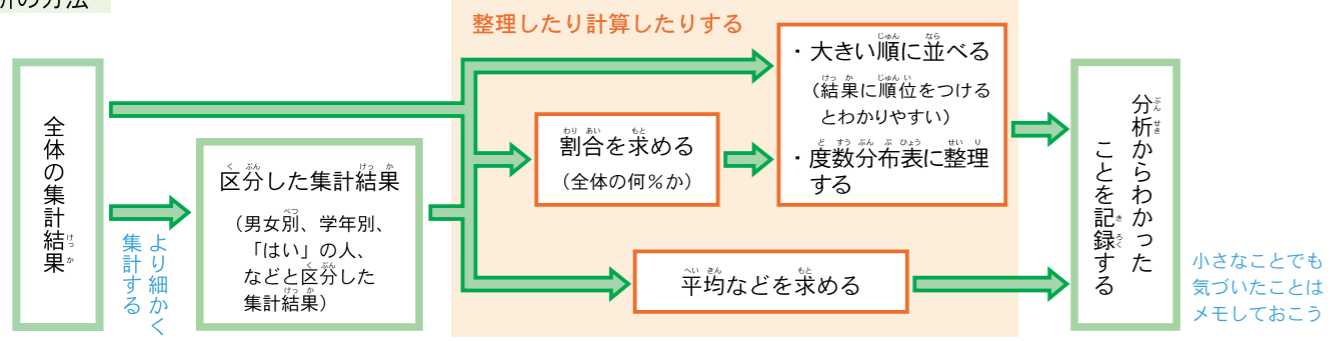 の方法
整理したり計算したりする
全体の集計結果
より細かく
集計する
区分した集計結果
（男女別、学年別、
「はい」の人、
などと区分した
集計結果）
割合を求める
（全体の何％か）
・大きい順に並べる
（結果に順位をつける
とわかりやすい）
・度数分布表に整理
する
平均などを求める
分析からわかった
ことを記録する
小さなことでも
気づいたことは
メモしておこう